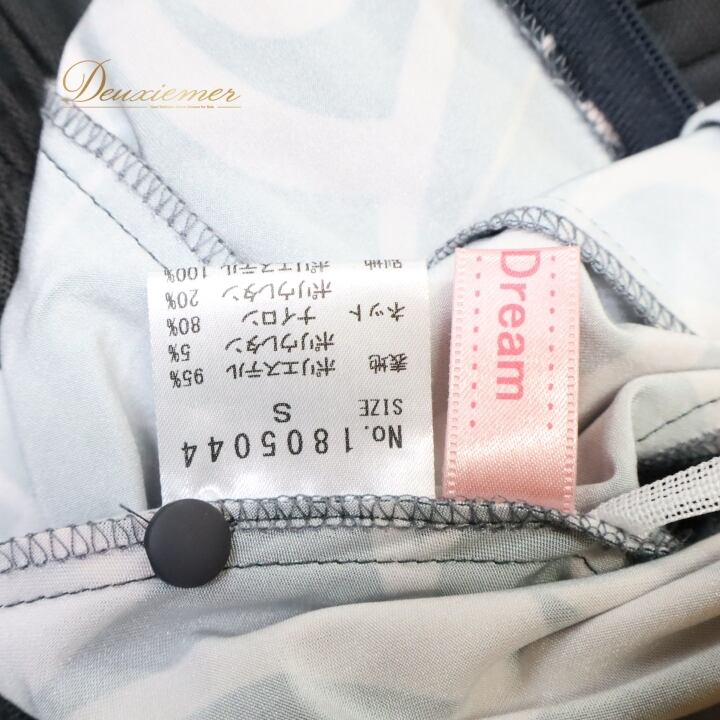 Deuxiemer
No.1805044
SIZE
S
表地 ポリエステル 95%
ポリウレタン 5%
ネット ナイロン 80%
ポリウレタン 20%
別地 ポリエステル 100%
Dream